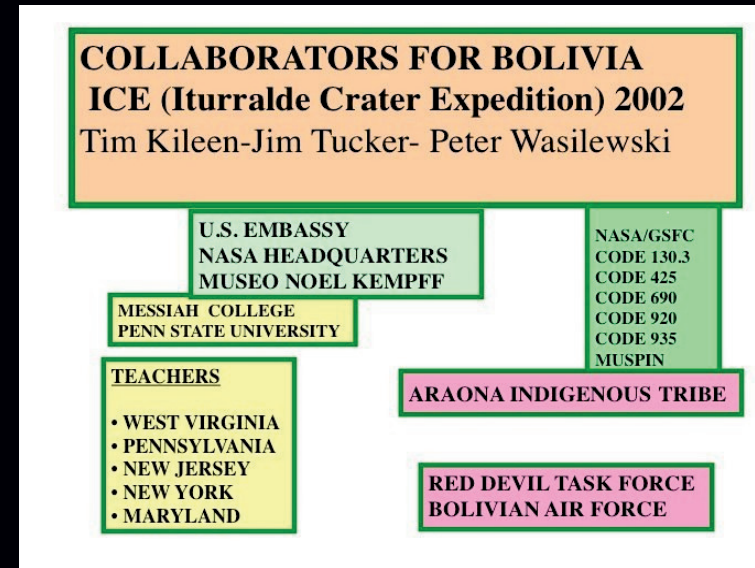 COLLABORATORS FOR BOLIVIA
ICE (Iturralde Crater Expedition) 2002
Tim Kileen-Jim Tucker- Peter Wasilewski
U.S. EMBASSY
NASA HEADQUARTERS
MUSEO NOEL KEMPFF
NASA/GSFC
CODE 130.3
CODE 425
CODE 690
CODE 920
CODE 935
MUSPIN
MESSIAH COLLEGE
PENN STATE UNIVERSITY
TEACHERS
• WEST VIRGINIA
• PENNSYLVANIA
• NEW JERSEY
• NEW YORK
• MARYLAND
ARAONA INDIGENOUS TRIBE
RED DEVIL TASK FORCE
BOLIVIAN AIR FORCE